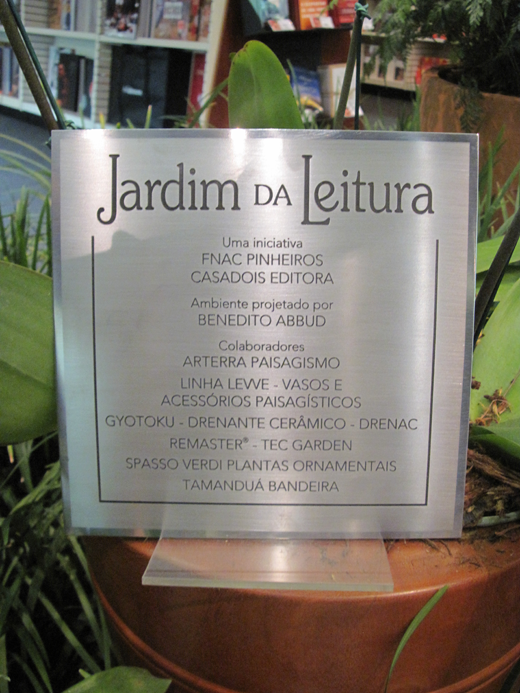 Jardim DA Leitura
Uma iniciativa
FNAC PINHEIROS
CASADOIS EDITORA
Ambiente projetado por
BENEDITO ABBUD
Colaboradores
ARTERRA PAISAGISMO
LINHA LEVVE - VASOS E
ACESSÓRIOS PAISAGÍSTICOS
GYOTOKU - DRENANTE CERÂMICO - DRENAC
REMASTER® - TEC GARDEN
SPASSO VERDI PLANTAS ORNAMENTAIS
TAMANDUÁ BANDEIRA